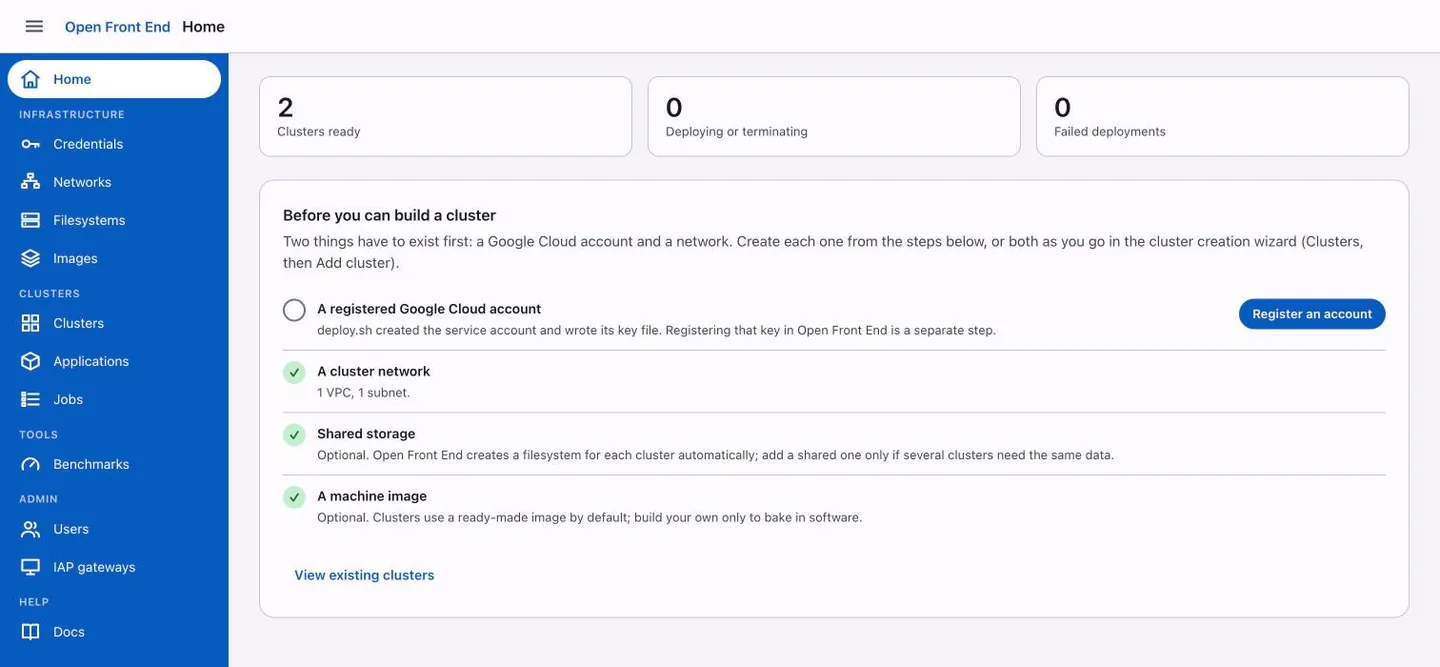 Open Front End Home
Home
INFRASTRUCTURE
Credentials
Networks
Filesystems
Images
CLUSTERS
Clusters
Applications
Jobs
TOOLS
Benchmarks
ADMIN
Users
IAP gateways
HELP
Docs
2
Clusters ready
0
Deploying or terminating
0
Failed deployments
Before you can build a cluster
Two things have to exist first: a Google Cloud account and a network. Create each one from the steps below, or both as you go in the cluster creation wizard (Clusters,
then Add cluster).
A registered Google Cloud account
deploy.sh created the service account and wrote its key file. Registering that key in Open Front End is a separate step.
Register an account
A cluster network
1 VPC, 1 subnet.
Shared storage
Optional. Open Front End creates a filesystem for each cluster automatically; add a shared one only if several clusters need the same data.
A machine image
Optional. Clusters use a ready-made image by default; build your own only to bake in software.
View existing clusters